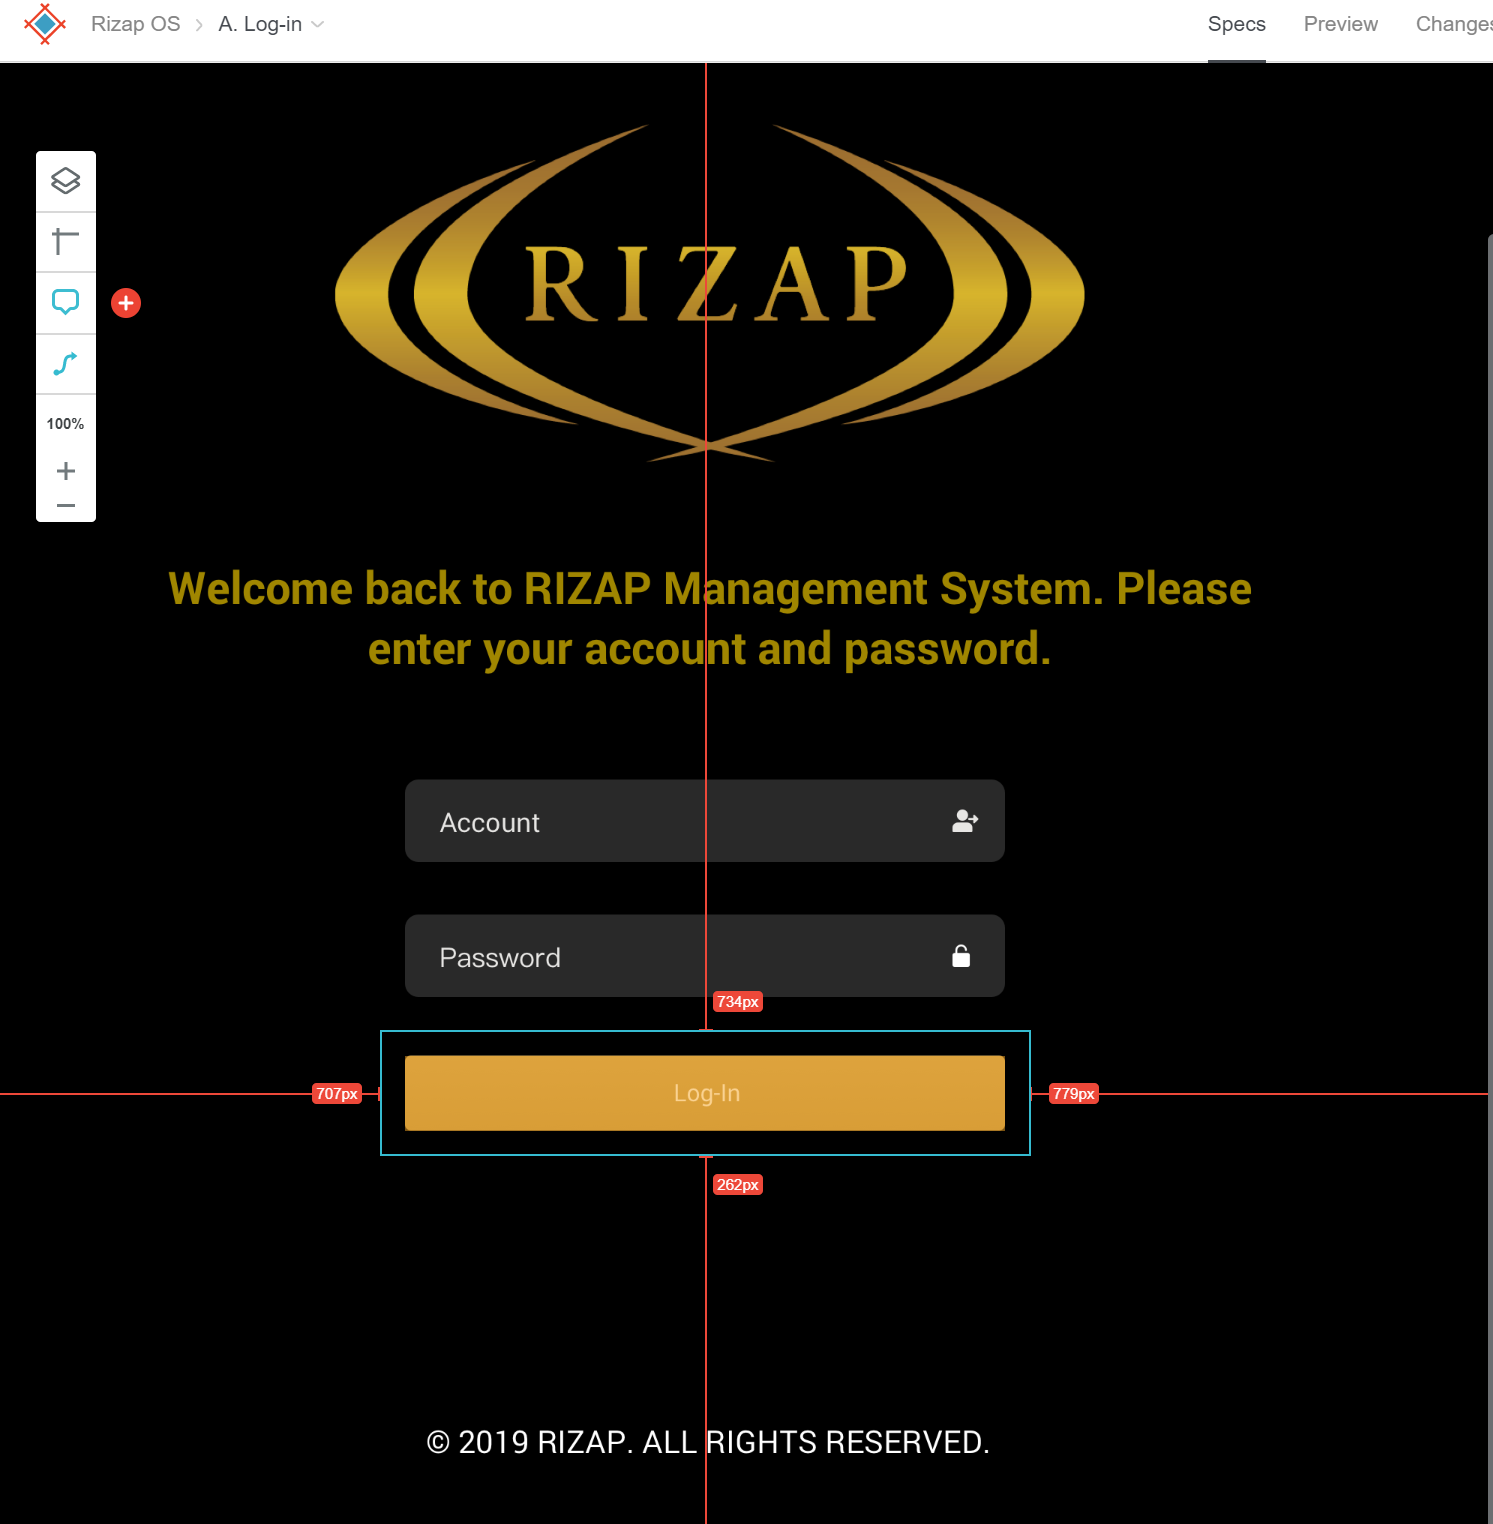 Rizap OS > A. Log-in
Specs Preview Changes
RIZAP
100%
Welcome back to RIZAP Management System. Please
enter your account and password.
Account
Password
734px
707px
Log-In
779px
262px
© 2019 RIZAP. ALL RIGHTS RESERVED.